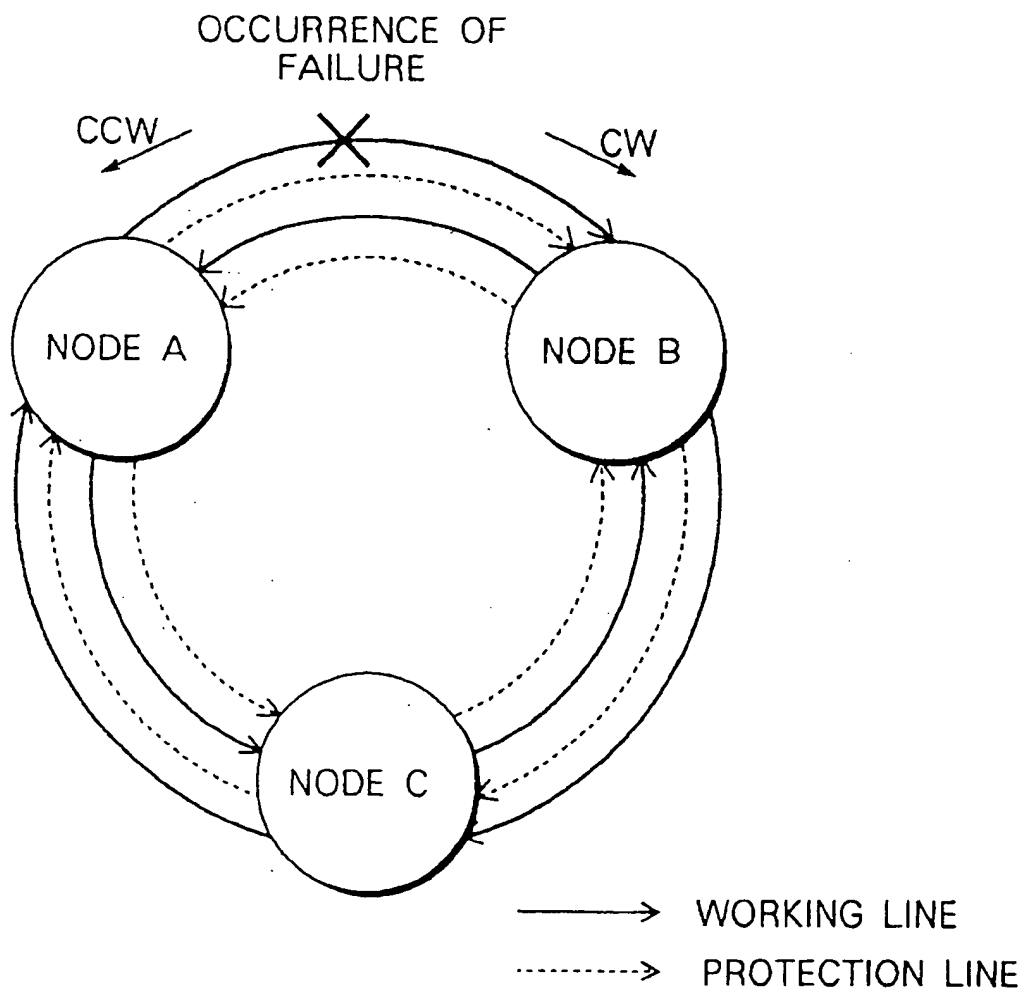 OCCURRENCE OF
FAILURE
CCW
CW
NODE A
NODE B
NODE C
WORKING LINE
PROTECTION LINE